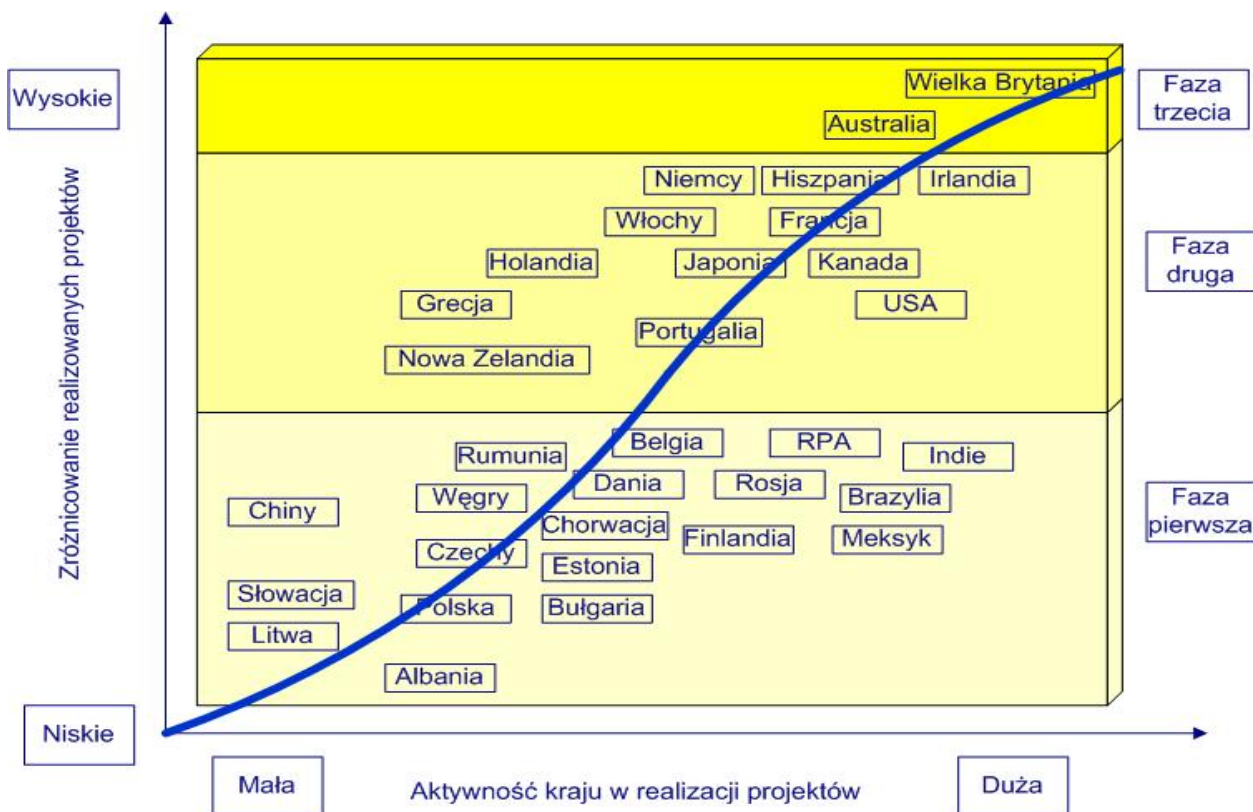 Wysokie
Zróżnicowanie realizowanych projektów
Niskie
Wielka Brytania
Australia
Faza
trzecia
Niemcy
Hiszpania
Irlandia
Włochy
Francja
Holandia
Japonia
Kanada
Grecja
USA
Portugalia
Nowa Zelandia
Faza
druga
Belgia
RPA
Rumunia
Indie
Dania
Rosja
Węgry
Brazylia
Chiny
Chorwacja
Finlandia
Meksyk
Czechy
Estonia
Słowacja
Polska
Bułgaria
Litwa
Albania
Faza
pierwsza
Mała
Aktywność kraju w realizacji projektów
Duża